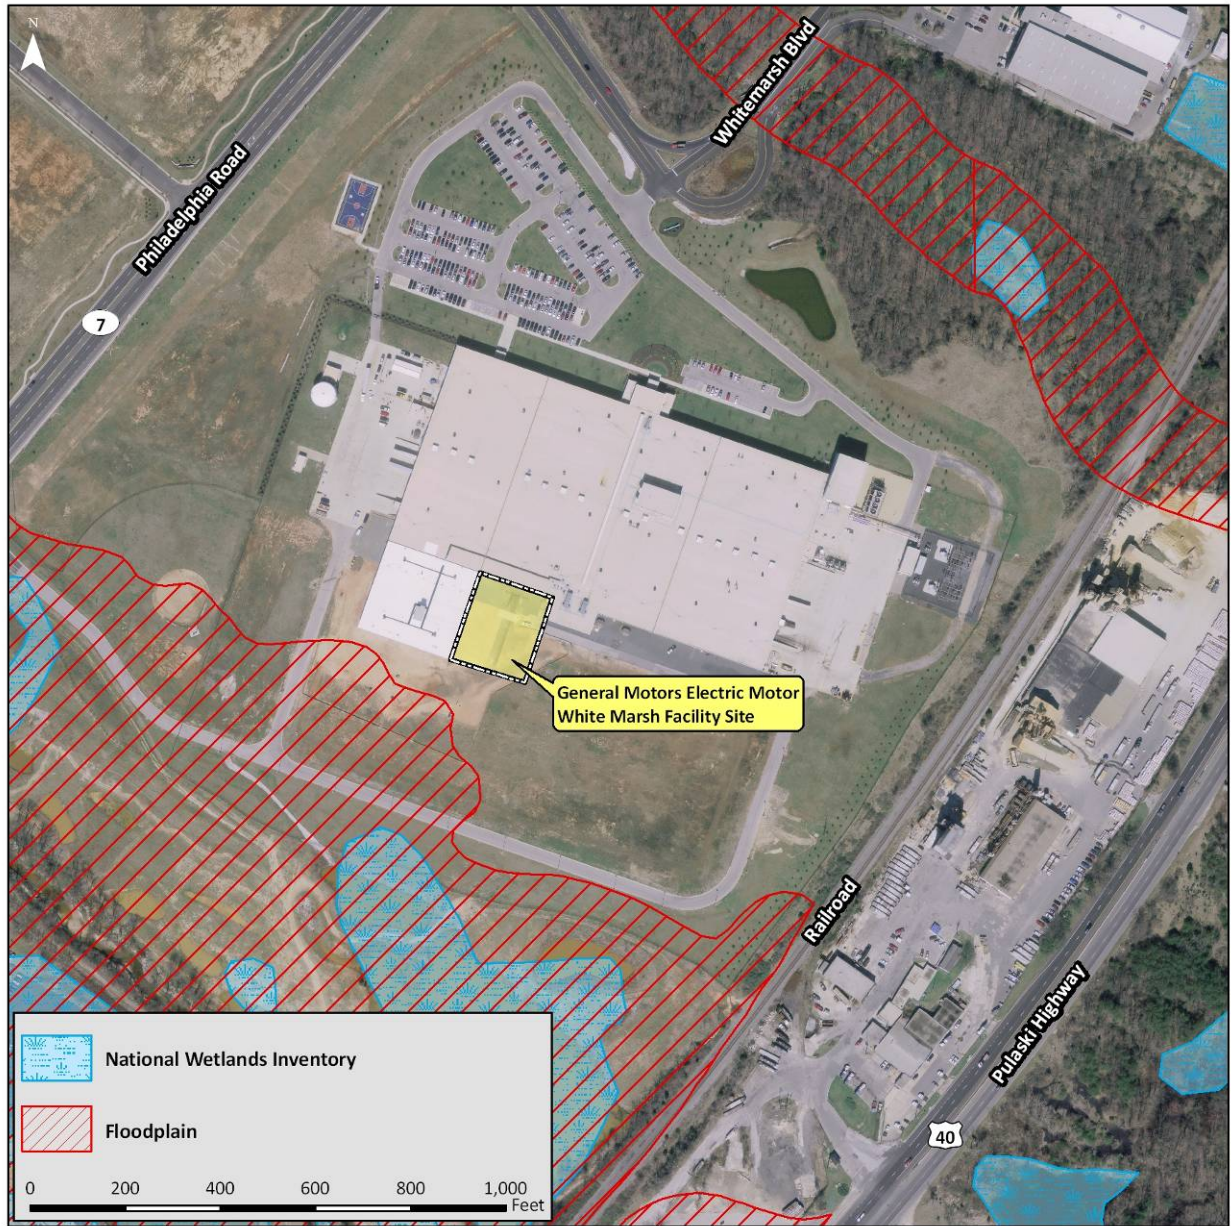 N
Whitemarsh Blvd
Philadelphia Road
7
General Motors Electric Motor
White Marsh Facility Site
Railroad
Pulaski Highway
40
National Wetlands Inventory
Floodplain
0 200 400 600 800 1,000
Feet